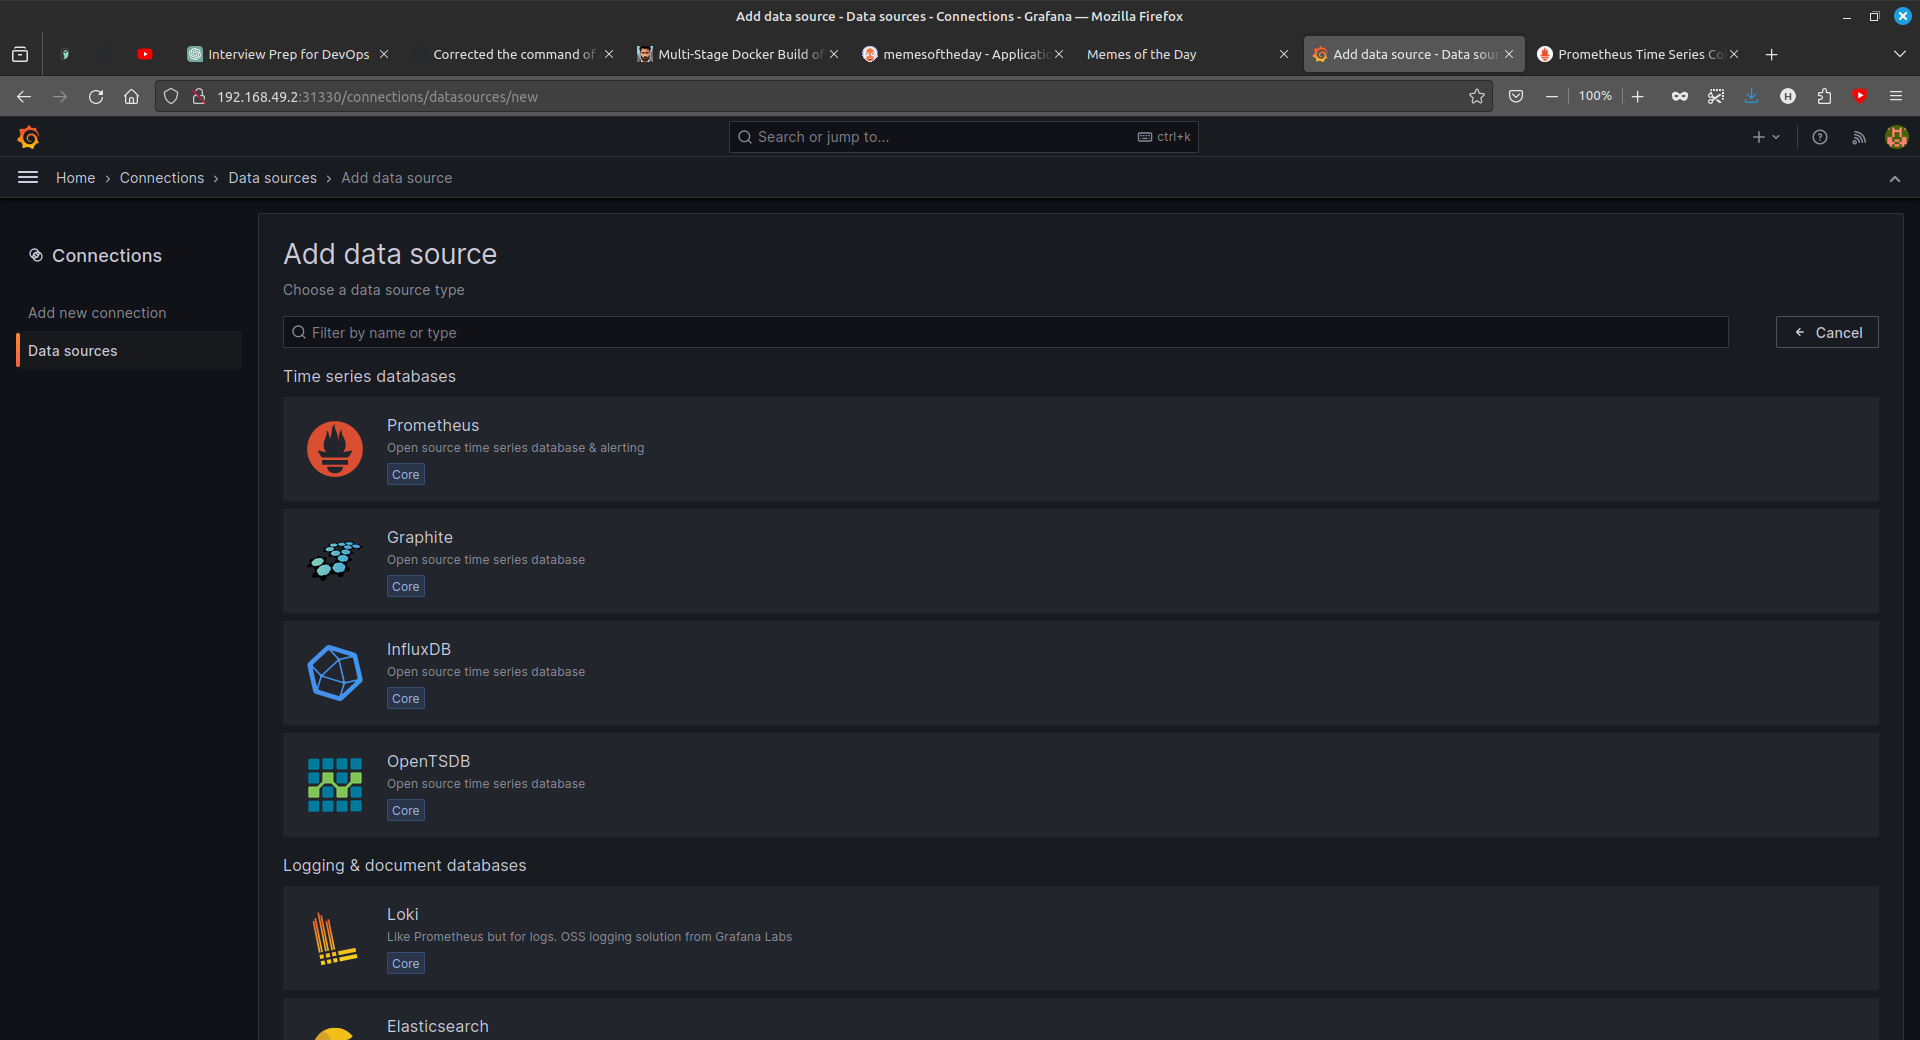 Add data source - Data sources - Connections - Grafana — Mozilla Firefox
Interview Prep for DevOps
Corrected the command of
Multi-Stage Docker Build of
memesoftheday - Applicatio
Memes of the Day
Add data source - Data sour
Prometheus Time Series Co
192.168.49.2:31330/connections/datasources/new
100%
H
Search or jump to...
ctrl+k
Home › Connections › Data sources › Add data source
Connections
Add new connection
Data sources
Add data source
Choose a data source type
Filter by name or type
Cancel
Time series databases
Prometheus
Open source time series database & alerting
Core
Graphite
Open source time series database
Core
InfluxDB
Open source time series database
Core
OpenTSDB
Open source time series database
Core
Logging & document databases
Loki
Like Prometheus but for logs. OSS logging solution from Grafana Labs
Core
Elasticsearch